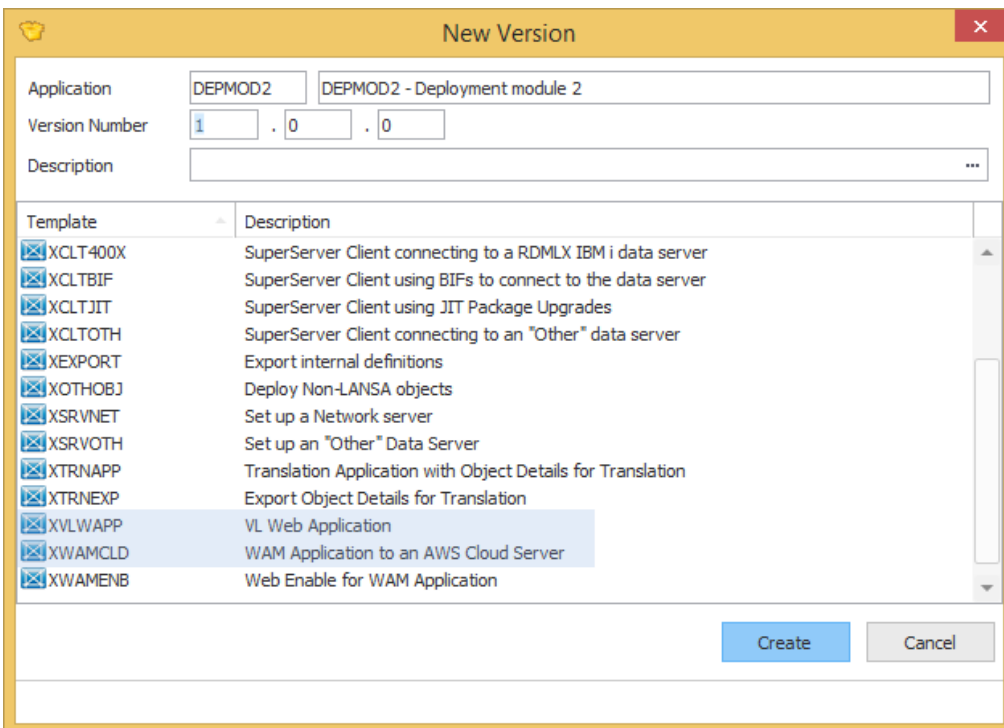 New Version
Application DEPMOD2 DEPMOD2 - Deployment module 2
Version Number 1 . 0 . 0
Description ...
Template Description
XCLT400X SuperServer Client connecting to a RDMLX IBM i data server
XCLTBIF SuperServer Client using BIFs to connect to the data server
XCLTJIT SuperServer Client using JIT Package Upgrades
XCLTOTH SuperServer Client connecting to an "Other" data server
XEXPORT Export internal definitions
XOTHOBJ Deploy Non-LANSA objects
XSRVNET Set up a Network server
XSRVOTH Set up an "Other" Data Server
XTRNAPP Translation Application with Object Details for Translation
XTRNEXP Export Object Details for Translation
XVLWAPP VL Web Application
XWAMCLD WAM Application to an AWS Cloud Server
XWAMENB Web Enable for WAM Application
Create Cancel